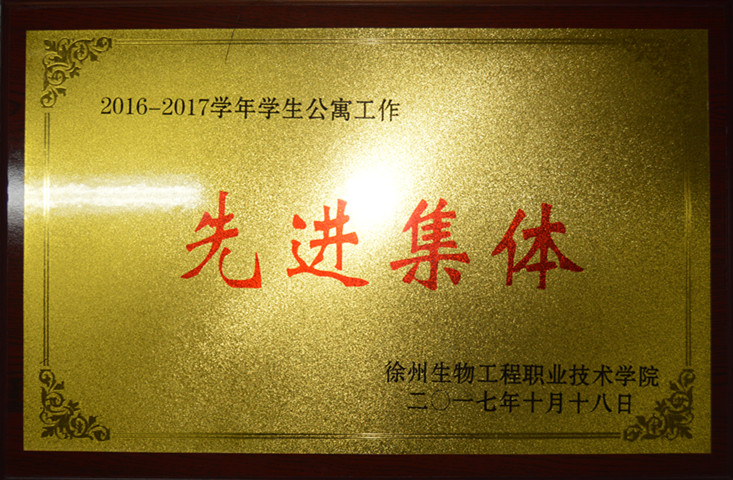 2016-2017学年学生公寓工作
先进集体
徐州生物工程职业技术学院
二〇一七年十月十八日